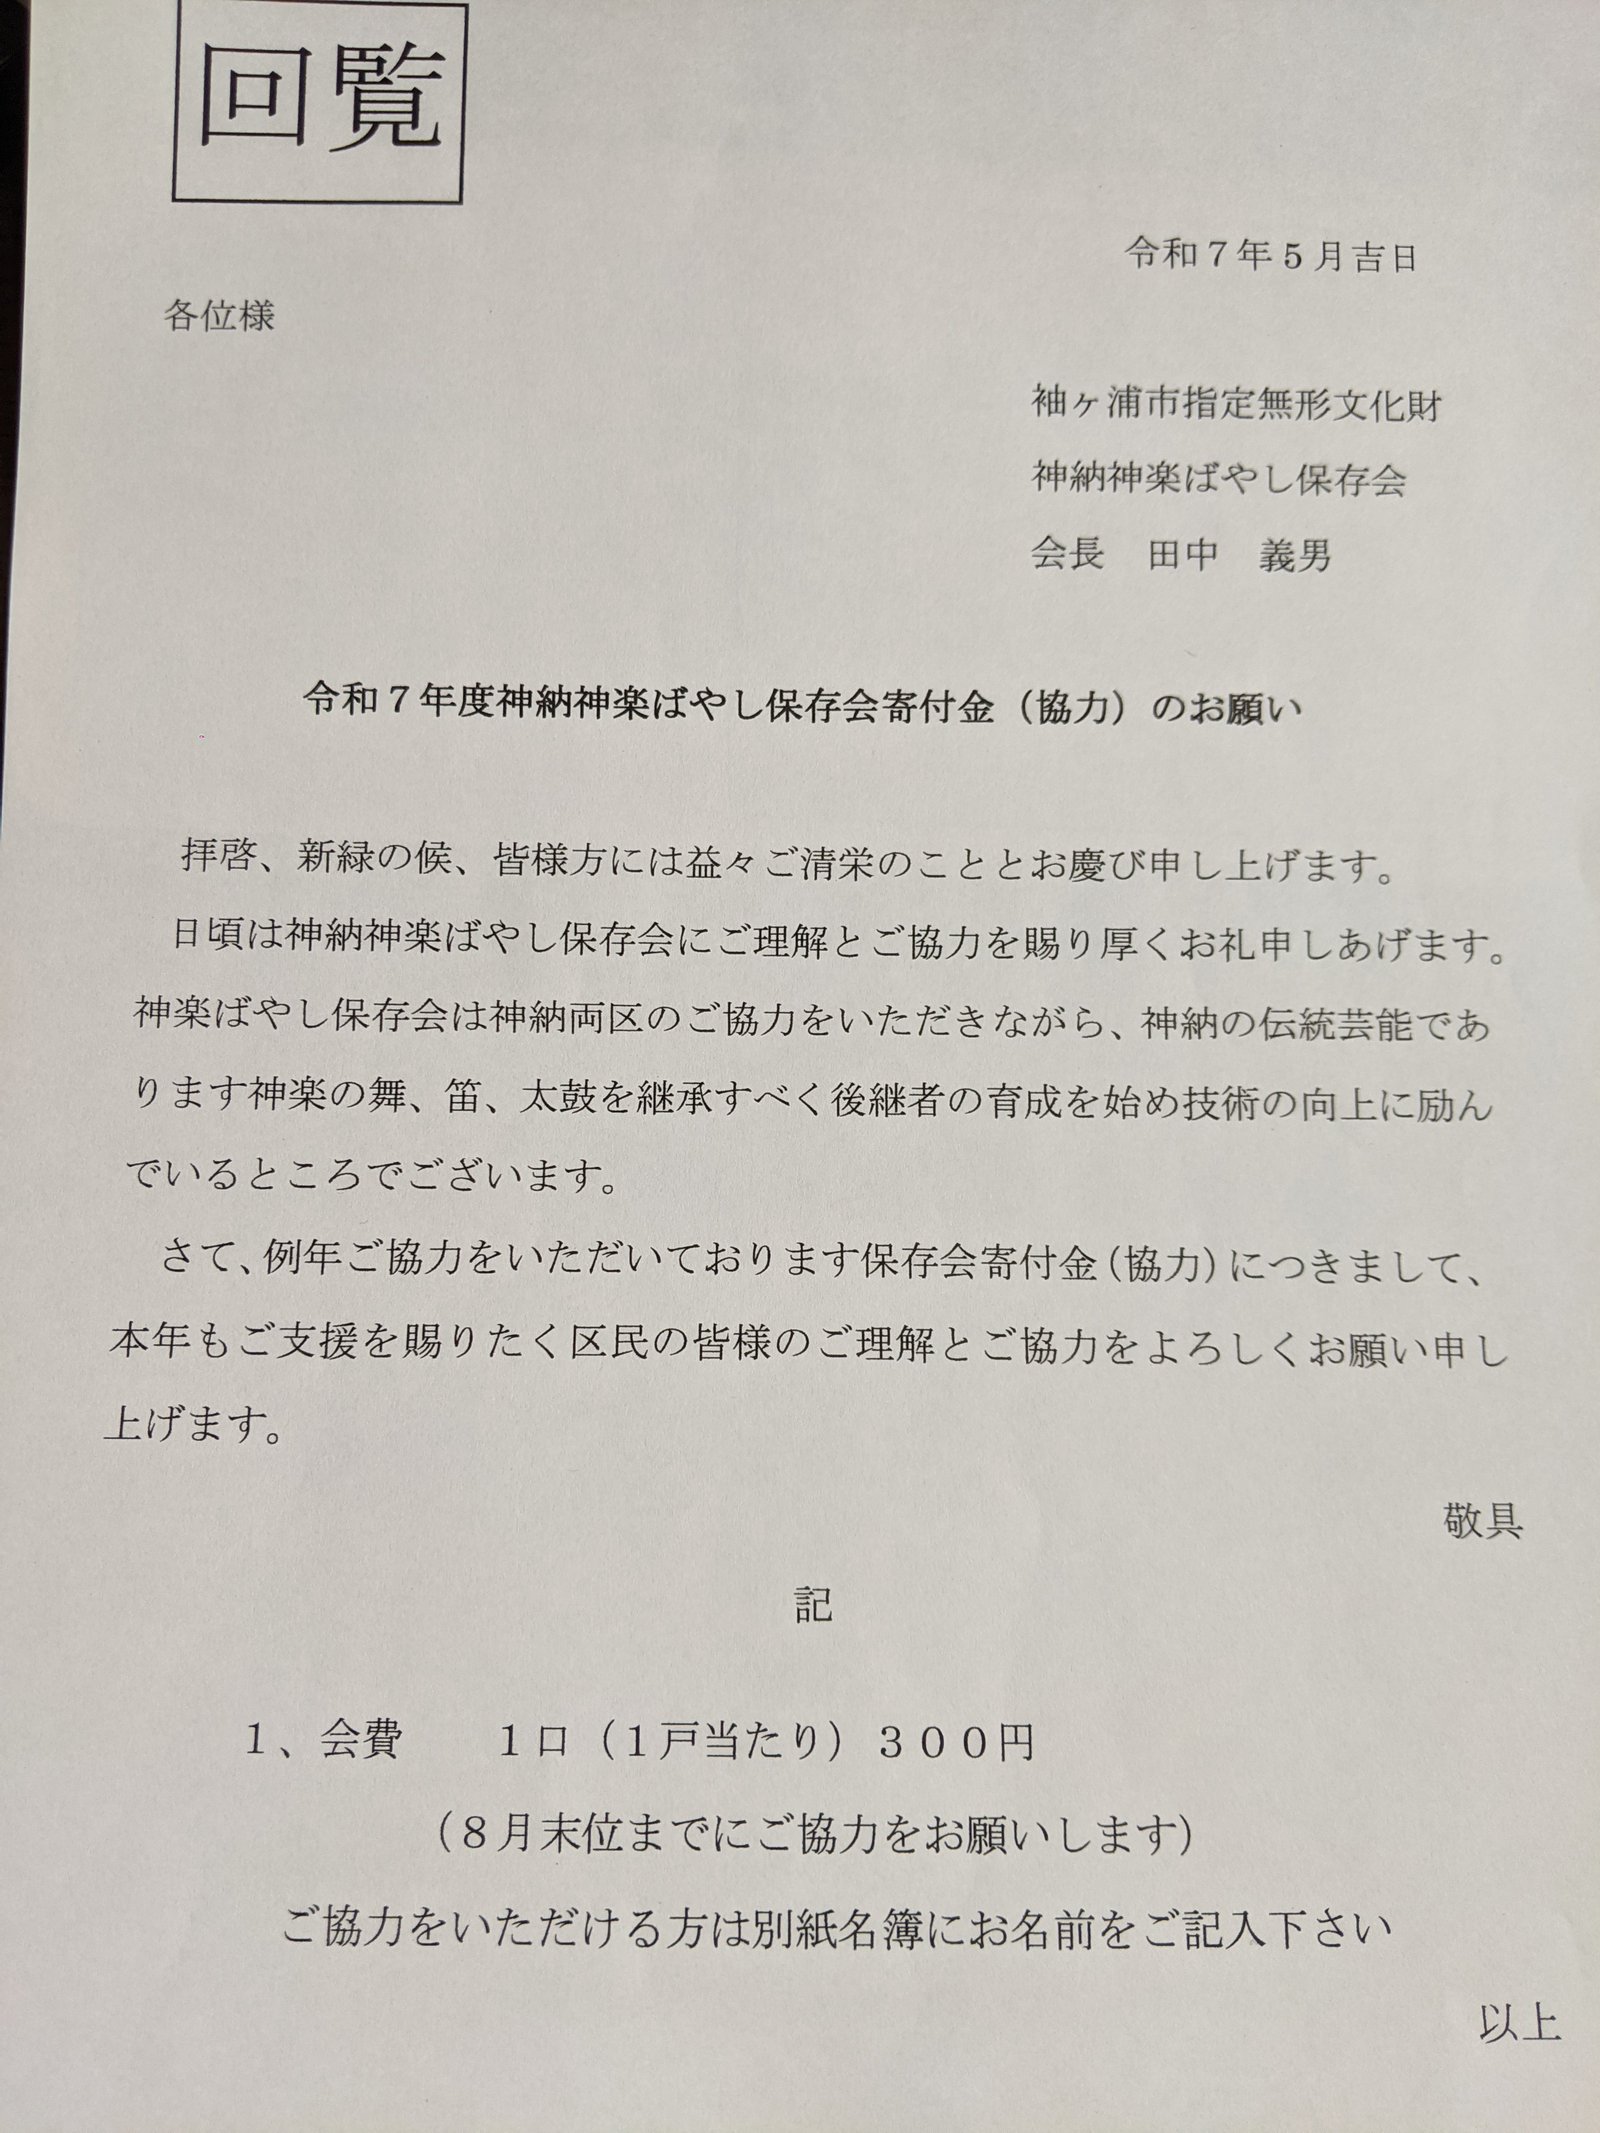 回覧
令和７年５月吉日
各位様
袖ヶ浦市指定無形文化財
神納神楽ばやし保存会
会長　田中　義男
令和７年度神納神楽ばやし保存会寄付金（協力）のお願い
拝啓、新緑の候、皆様方には益々ご清栄のこととお慶び申し上げます。
日頃は神納神楽ばやし保存会にご理解とご協力を賜り厚くお礼申しあげます。
神楽ばやし保存会は神納両区のご協力をいただきながら、神納の伝統芸能であ
ります神楽の舞、笛、太鼓を継承すべく後継者の育成を始め技術の向上に励ん
でいるところでございます。
さて、例年ご協力をいただいております保存会寄付金（協力）につきまして、
本年もご支援を賜りたく区民の皆様のご理解とご協力をよろしくお願い申し
上げます。
敬具
記
１、会費　　１口（１戸当たり）３００円
（８月末位までにご協力をお願いします）
ご協力をいただける方は別紙名簿にお名前をご記入下さい
以上